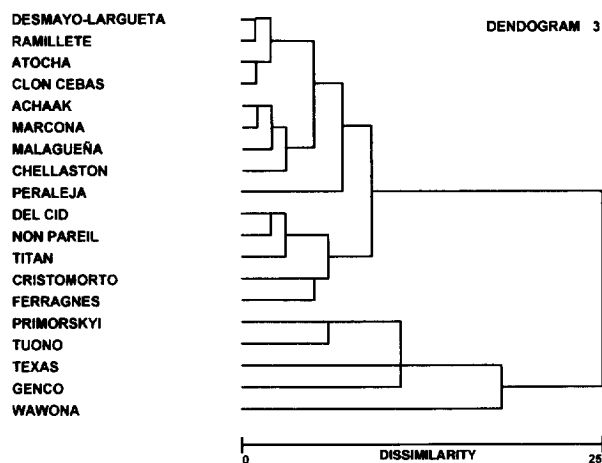 DENDOGRAM 3
DESMAYO-LARGUETA
RAMILLETE
ATOCHA
CLON CEBAS
ACHAAK
MARCONA
MALAGUEÑA
CHELLASTON
PERALEJA
DEL CID
NON PAREIL
TITAN
CRISTOMORTO
FERRAGNES
PRIMORSKYI
TUONO
TEXAS
GENCO
WAWONA
0 DISSIMILARITY 25